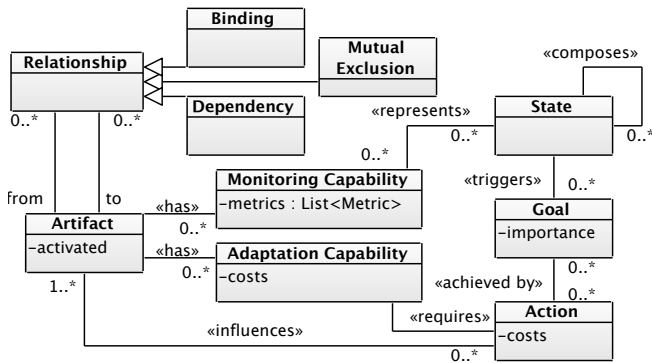 Binding
Mutual
Exclusion
«composes»
Relationship
Dependency
«represents»
State
0..*
0..*
0..*
0..*
0..*
Monitoring Capability
-metrics : List<Metric>
«triggers»
0..*
from
to
«has»
0..*
Goal
-importance
Artifact
-activated
«has»
0..*
Adaptation Capability
-costs
0..*
«achieved by»
0..*
1..*
«influences»
«requires»
Action
-costs
0..*